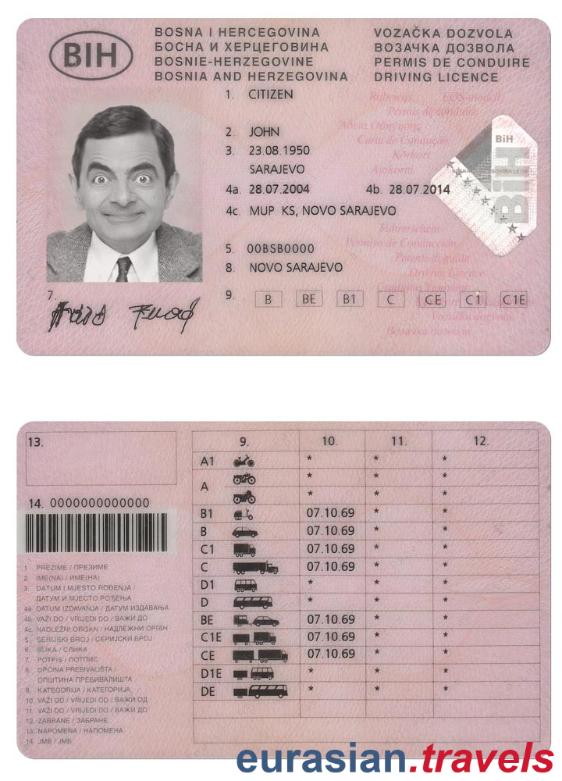 BIH
BOSNA I HERCEGOVINA
БОСНА И ХЕРЦЕГОВИНА
BOSNIE-HERZEGOVINE
BOSNIA AND HERZEGOVINA
VOZAČKA DOZVOLA
ВОЗАЧКА ДОЗВОЛА
PERMIS DE CONDUIRE
DRIVING LICENCE
1. CITIZEN
2. JOHN
3. 23.08.1950
SARAJEVO
4a. 28.07.2004 4b. 28 07.2014
4c. MUP KS, NOVO SARAJEVO
5. 00BSB0000
8. NOVO SARAJEVO
9. B BE B1 C CE C1 C1E
7.
BiH
BiH
13.
14. 0000000000000
1 PREZIME / ПРЕЗИМЕ
2. IME(NA) / ИМЕ(НА)
3. DATUM I MJESTO ROĐENJA /
ДАТУМ И МЈЕСТО РОЂЕЊА
4a DATUM IZDAVANJA / ДАТУМ ИЗДАВАЊА
4b. VAŽI DO / VRIJEDI DO / ВАЖИ ДО
4c. NADLEŽNI ORGAN / НАДЛЕЖНИ ОРГАН
5. SERIJSKI BROJ / СЕРИЈСКИ БРОЈ
6. SLIKA / СЛИКА
7. POTPIS / ПОТПИС
8. OPĆINA PREBIVALIŠTA /
ОПШТИНА ПРЕБИВАЛИШТА
9. KATEGORIJA / КАТЕГОРИЈА
10. VAŽI OD / VRIJEDI OD / ВАЖИ ОД
11. VAŽI DO / VRIJEDI DO / ВАЖИ ДО
12. ZABRANE / ЗАБРАНЕ
13. NAPOMENA / НАПОМЕНА
14. JMB / ЈМБ
9. 10. 11. 12.
A1 * * *
A * * *
* * *
B1 07.10.69 * *
B 07.10.69 * *
C1 07.10.69 * *
C 07.10.69 * *
D1 * * *
D * * *
BE 07.10.69 * *
C1E 07.10.69 * *
CE 07.10.69 * *
D1E * * *
DE * * *
eurasian.travels